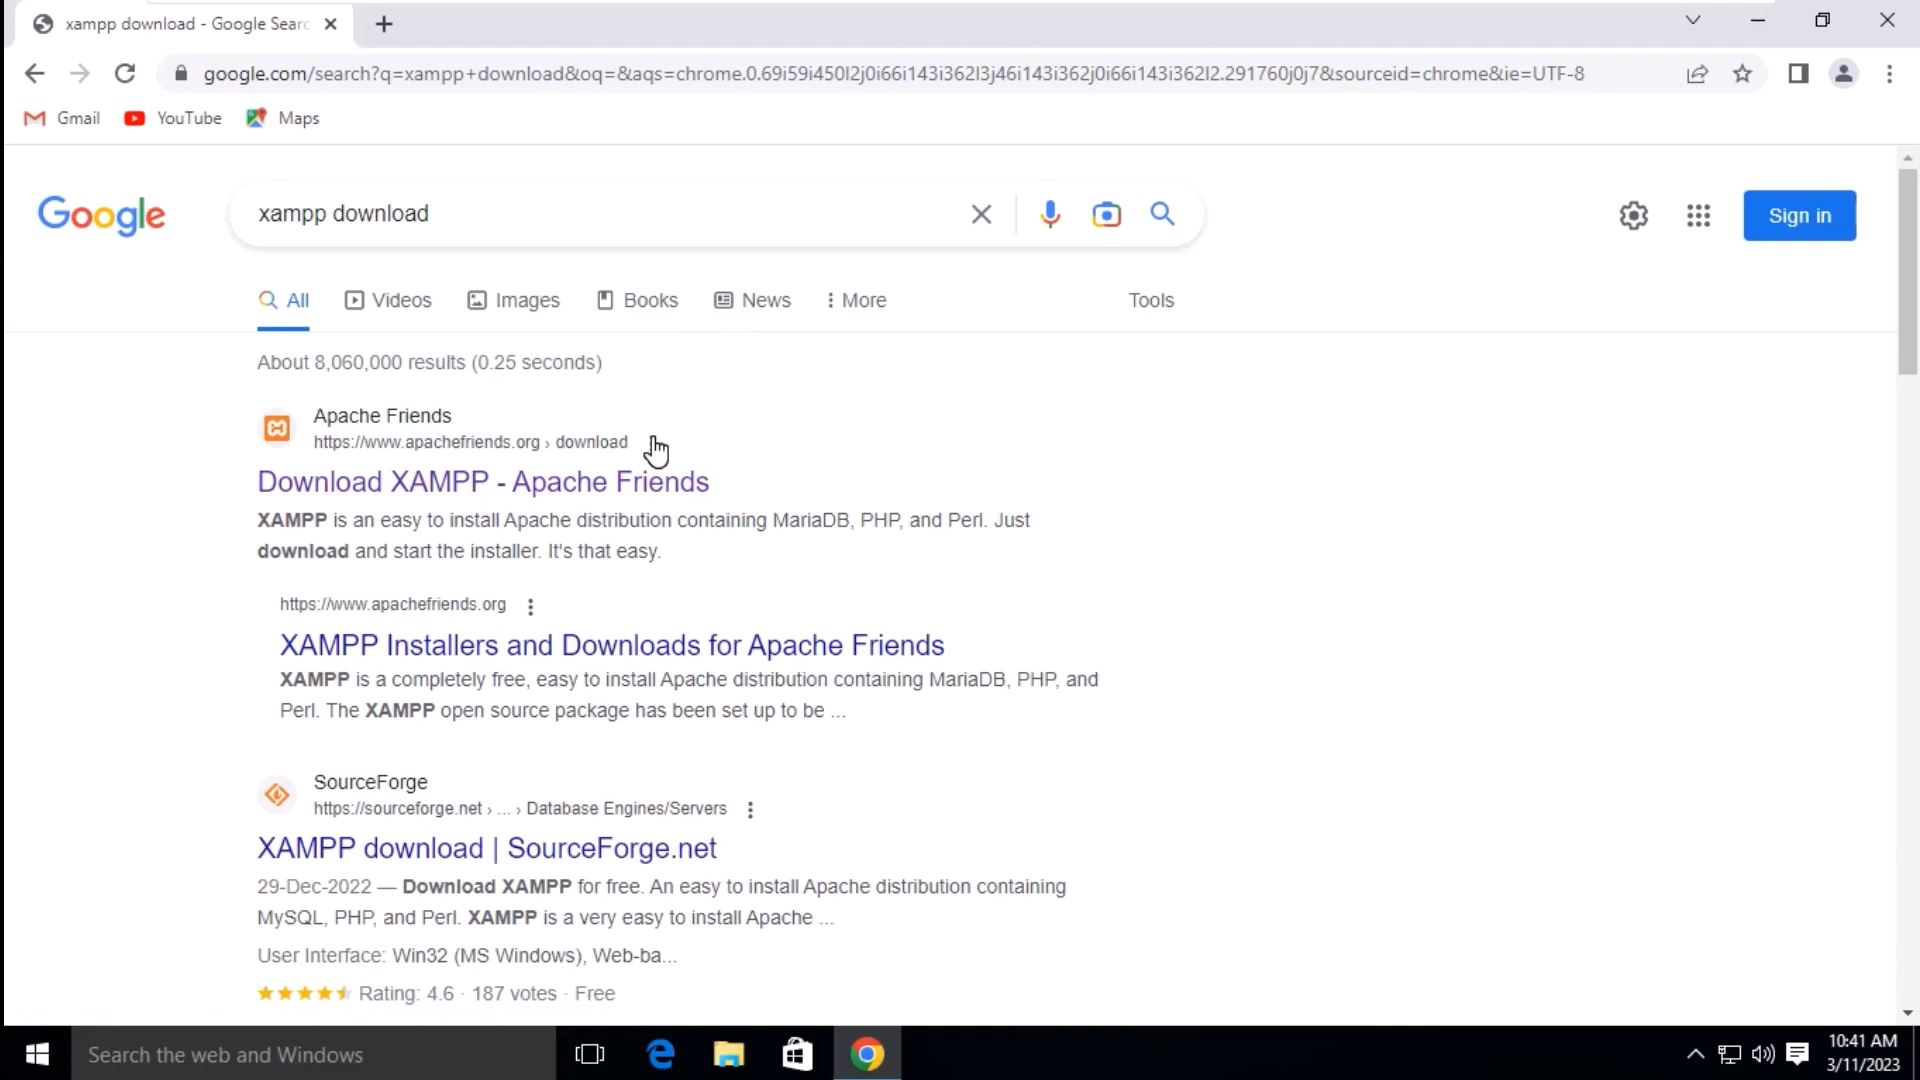 xampp download - Google Searc
google.com/search?q=xampp+download&oq=&aqs=chrome.0.69i59i450l2j0i66i143i362l3j46i143i362j0i66i143i362l2.291760j0j7&sourceid=chrome&ie=UTF-8
Gmail YouTube Maps
Google xampp download Sign in
All Videos Images Books News More Tools
About 8,060,000 results (0.25 seconds)
Apache Friends
https://www.apachefriends.org › download
Download XAMPP - Apache Friends
XAMPP is an easy to install Apache distribution containing MariaDB, PHP, and Perl. Just
download and start the installer. It's that easy.
https://www.apachefriends.org
XAMPP Installers and Downloads for Apache Friends
XAMPP is a completely free, easy to install Apache distribution containing MariaDB, PHP, and
Perl. The XAMPP open source package has been set up to be ...
SourceForge
https://sourceforge.net › ... › Database Engines/Servers
XAMPP download | SourceForge.net
29-Dec-2022 — Download XAMPP for free. An easy to install Apache distribution containing
MySQL, PHP, and Perl. XAMPP is a very easy to install Apache ...
User Interface: Win32 (MS Windows), Web-ba...
Rating: 4.6 · 187 votes · Free
Search the web and Windows
10:41 AM
3/11/2023